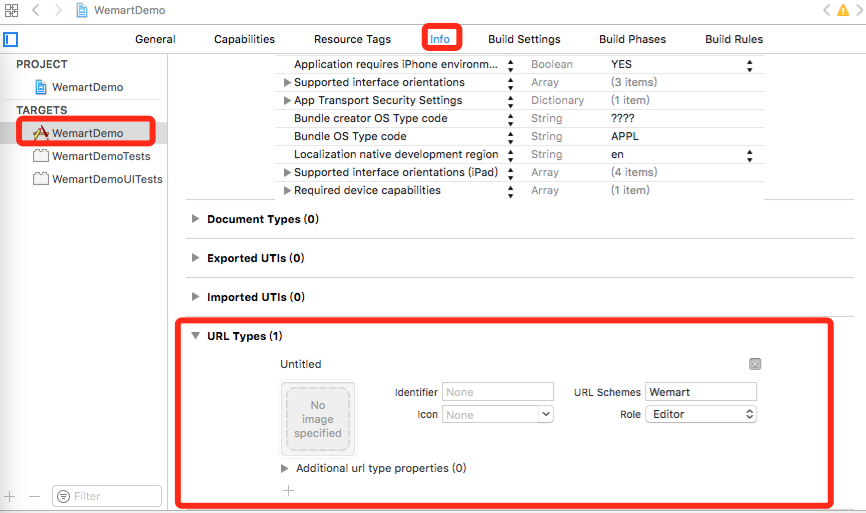 WemartDemo
General Capabilities Resource Tags Info Build Settings Build Phases Build Rules
PROJECT
WemartDemo
TARGETS
WemartDemo
WemartDemoTests
WemartDemoUITests
Application requires iPhone environm... Boolean YES
Supported interface orientations Array (3 items)
App Transport Security Settings Dictionary (1 item)
Bundle creator OS Type code String ????
Bundle OS Type code String APPL
Localization native development region String en
Supported interface orientations (iPad) Array (4 items)
Required device capabilities Array (1 item)
Document Types (0)
Exported UTIs (0)
Imported UTIs (0)
URL Types (1)
Untitled
No
image
specified
Identifier None URL Schemes Wemart
Icon None Role Editor
Additional url type properties (0)
Filter